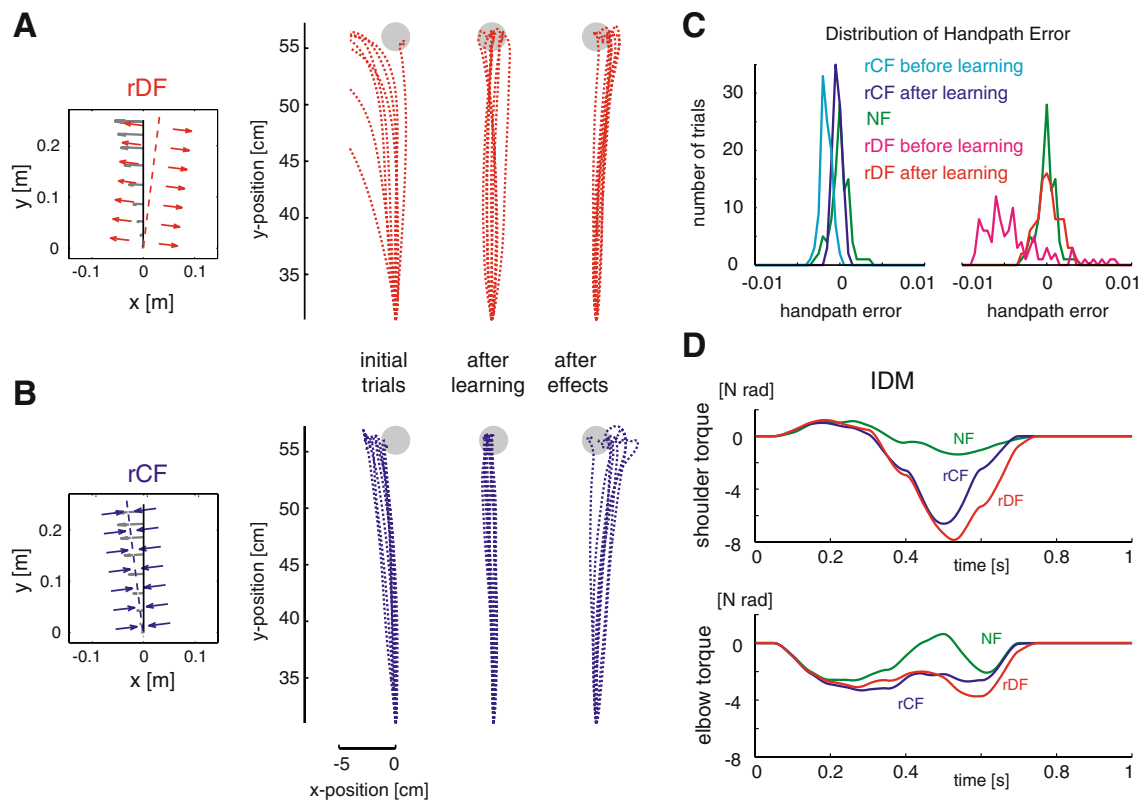 A
rDF
y [m]
0.2
0.1
0
-0.1
0
0.1
x [m]
y-position [cm]
55
50
45
40
35
initial
trials
after
learning
after
effects
B
rCF
y [m]
0.2
0.1
0
-0.1
0
0.1
x [m]
y-position [cm]
55
50
45
40
35
-5
0
x-position [cm]
C
Distribution of Handpath Error
rCF before learning
rCF after learning
NF
rDF before learning
rDF after learning
number of trials
30
20
10
0
-0.01
0
0.01
handpath error
-0.01
0
0.01
handpath error
D
IDM
[N rad]
shoulder torque
0
-4
-8
NF
rCF
rDF
0
0.4
0.6
0.8
1
time [s]
[N rad]
elbow torque
0
-4
-8
NF
rCF
rDF
0
0
0.4
0.6
0.8
1
time [s]